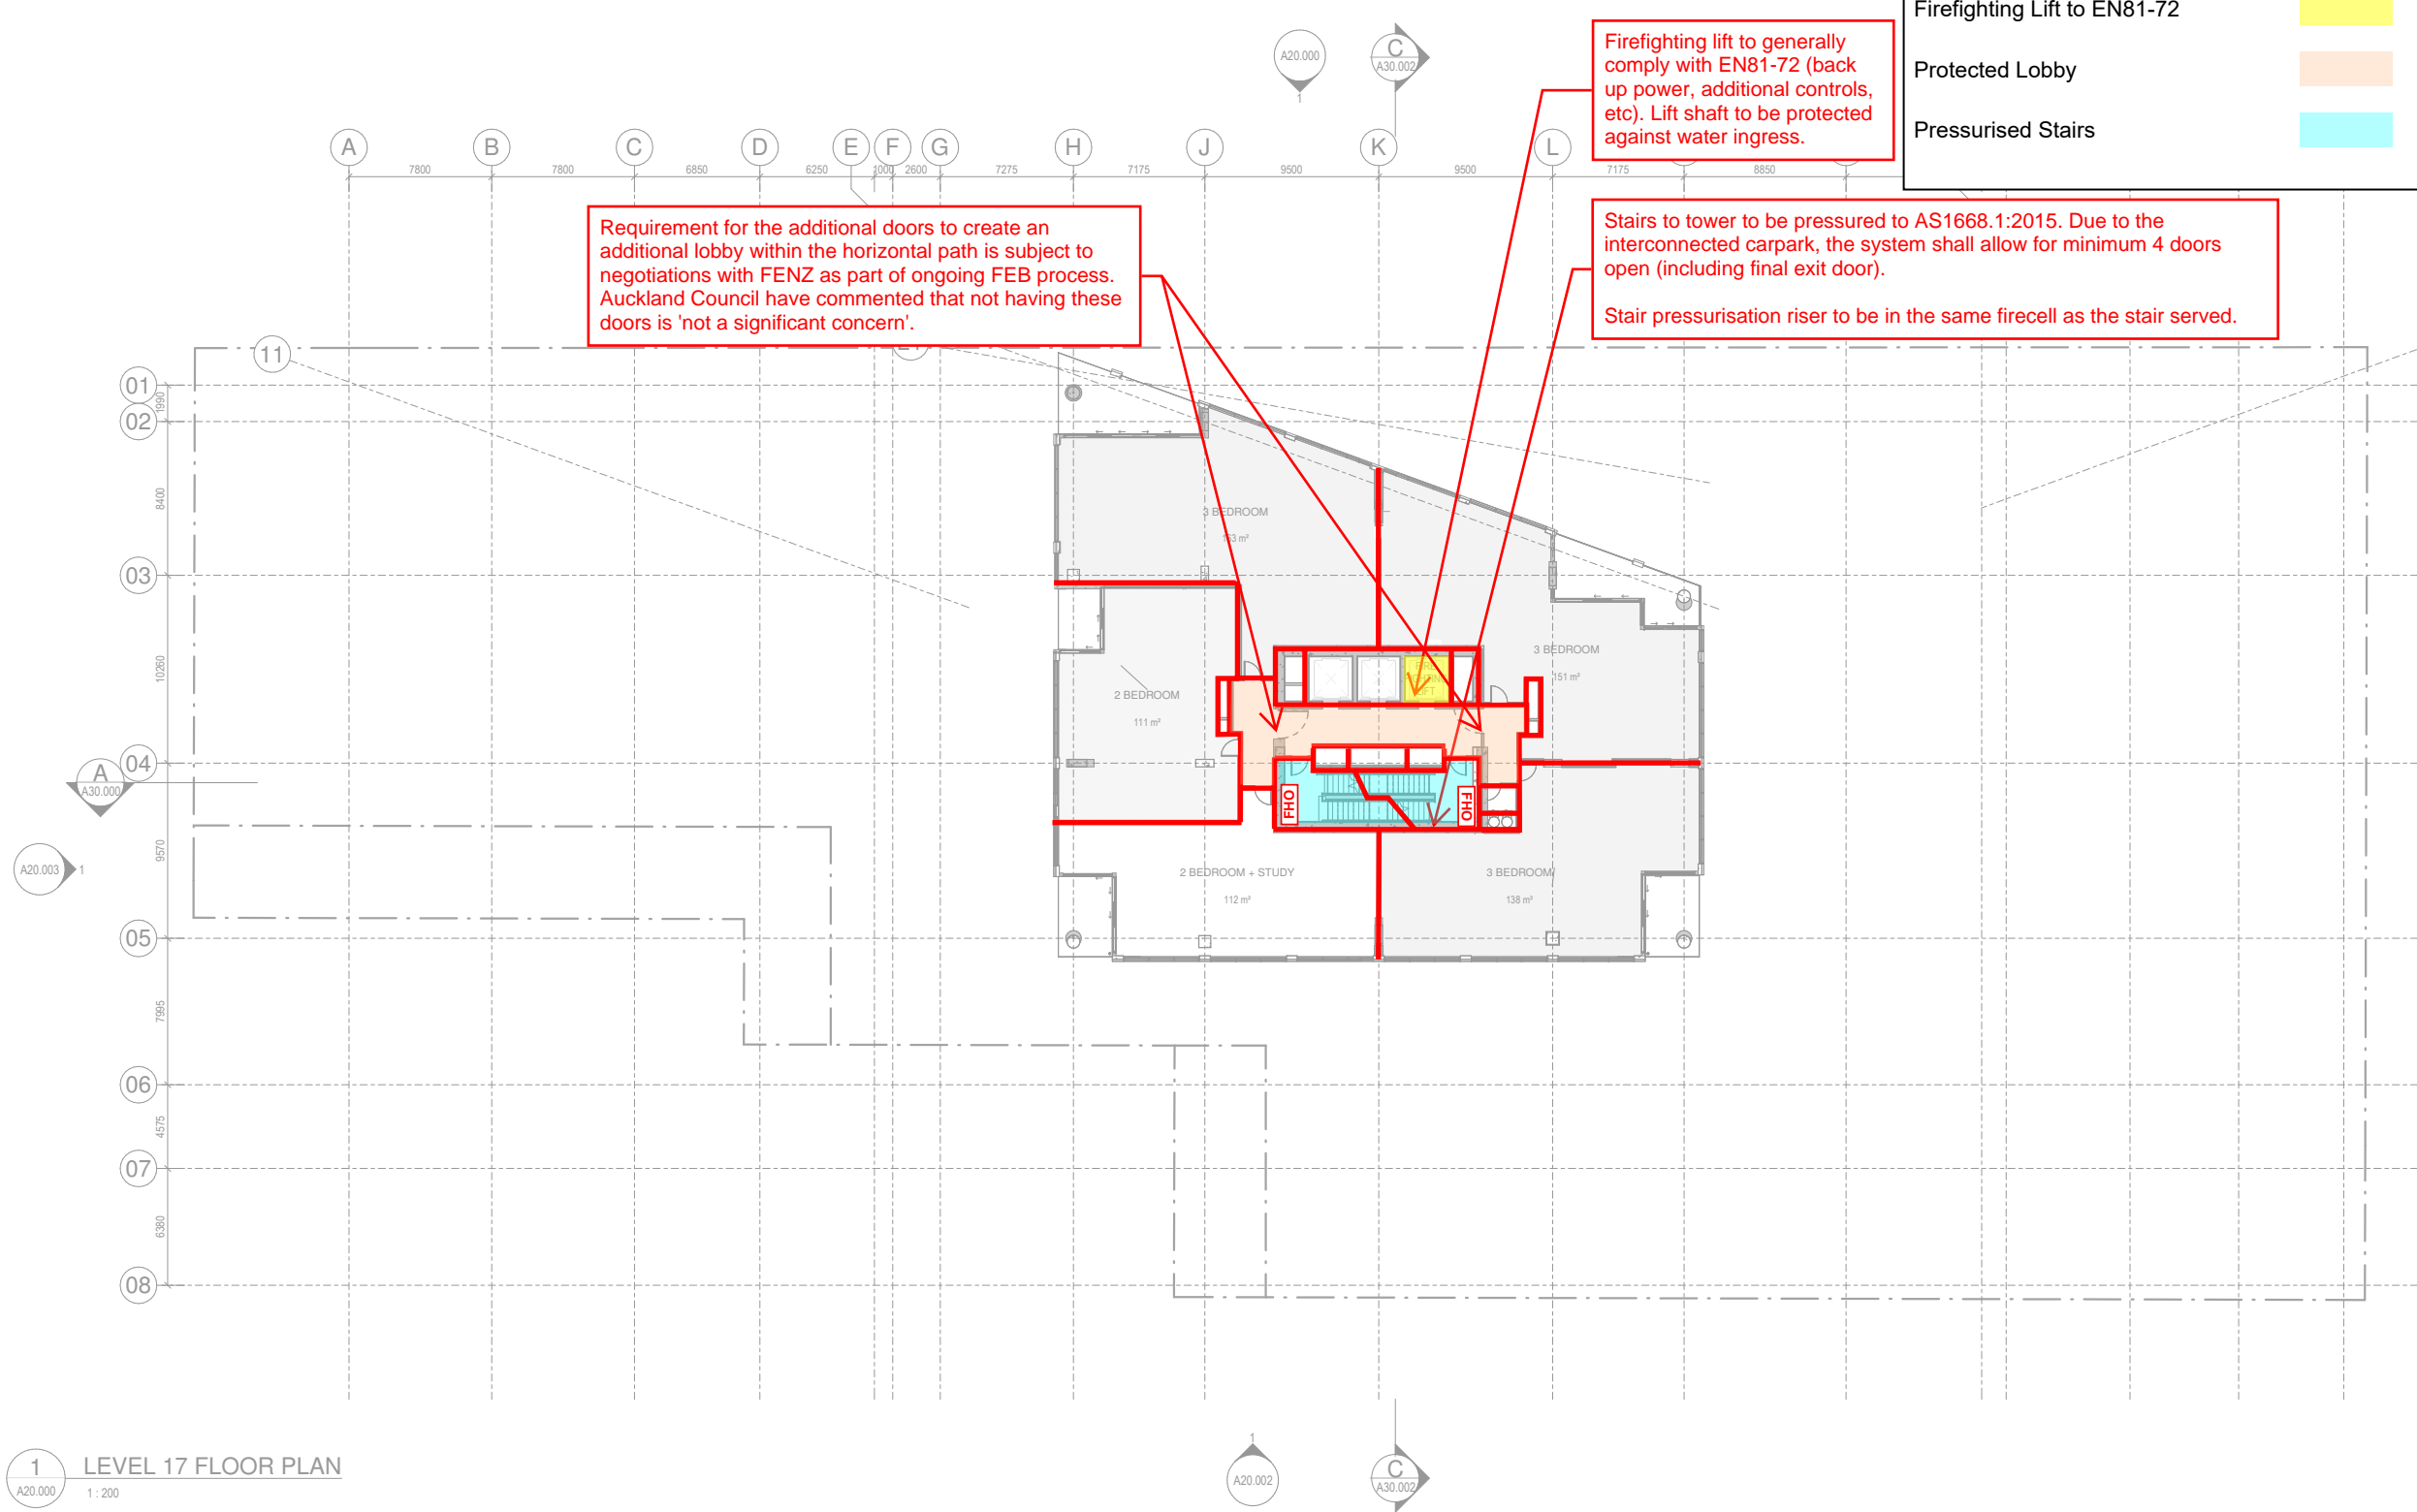 Firefighting Lift to EN81-72
Protected Lobby
Pressurised Stairs
Firefighting lift to generally
comply with EN81-72 (back
up power, additional controls,
etc). Lift shaft to be protected
against water ingress.
A20.000
1
C
A30.002
A
B
C
D
E
F
G
H
J
K
L
7800
7800
6850
6250
1000
2600
7275
7175
9500
9500
7175
8850
Requirement for the additional doors to create an
additional lobby within the horizontal path is subject to
negotiations with FENZ as part of ongoing FEB process.
Auckland Council have commented that not having these
doors is 'not a significant concern'.
Stairs to tower to be pressured to AS1668.1:2015. Due to the
interconnected carpark, the system shall allow for minimum 4 doors
open (including final exit door).
Stair pressurisation riser to be in the same firecell as the stair served.
11
01
1990
02
8400
03
10260
04
9570
05
7995
06
4575
07
6380
08
3 BEDROOM
163 m²
3 BEDROOM
151 m²
2 BEDROOM
111 m²
FIRE
LIFT
FHO
FHO
2 BEDROOM + STUDY
112 m²
3 BEDROOM
138 m²
A
A30.000
A20.003
1
1
A20.002
C
A30.002
1
A20.000
LEVEL 17 FLOOR PLAN
1 : 200